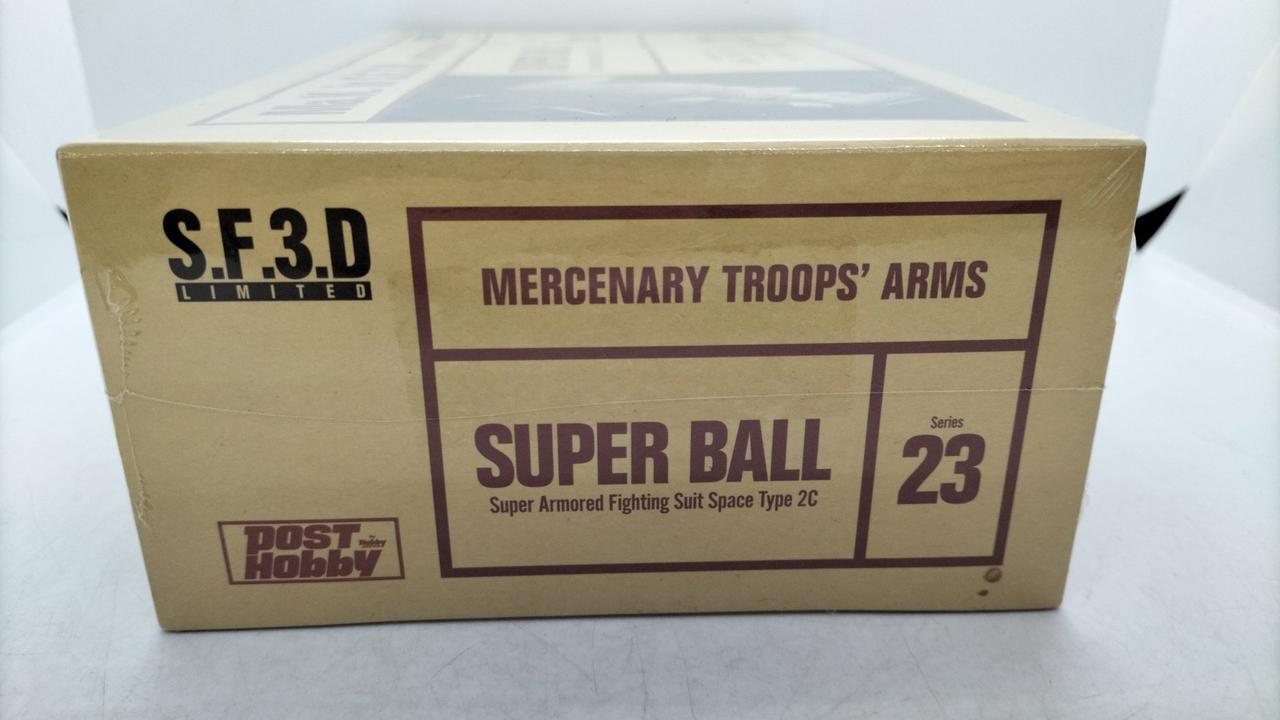 S.F.3.D
LIMITED
MERCENARY TROOPS' ARMS
SUPER BALL
Super Armored Fighting Suit Space Type 2C
Series
23
POST
Hobby